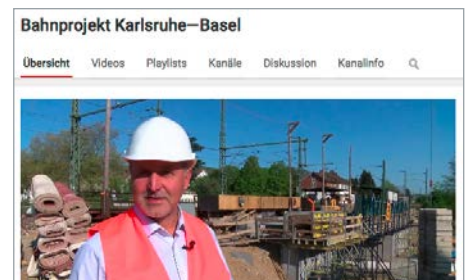 Bahnprojekt Karlsruhe—Basel
Übersicht Videos Playlists Kanäle Diskussion Kanalinfo